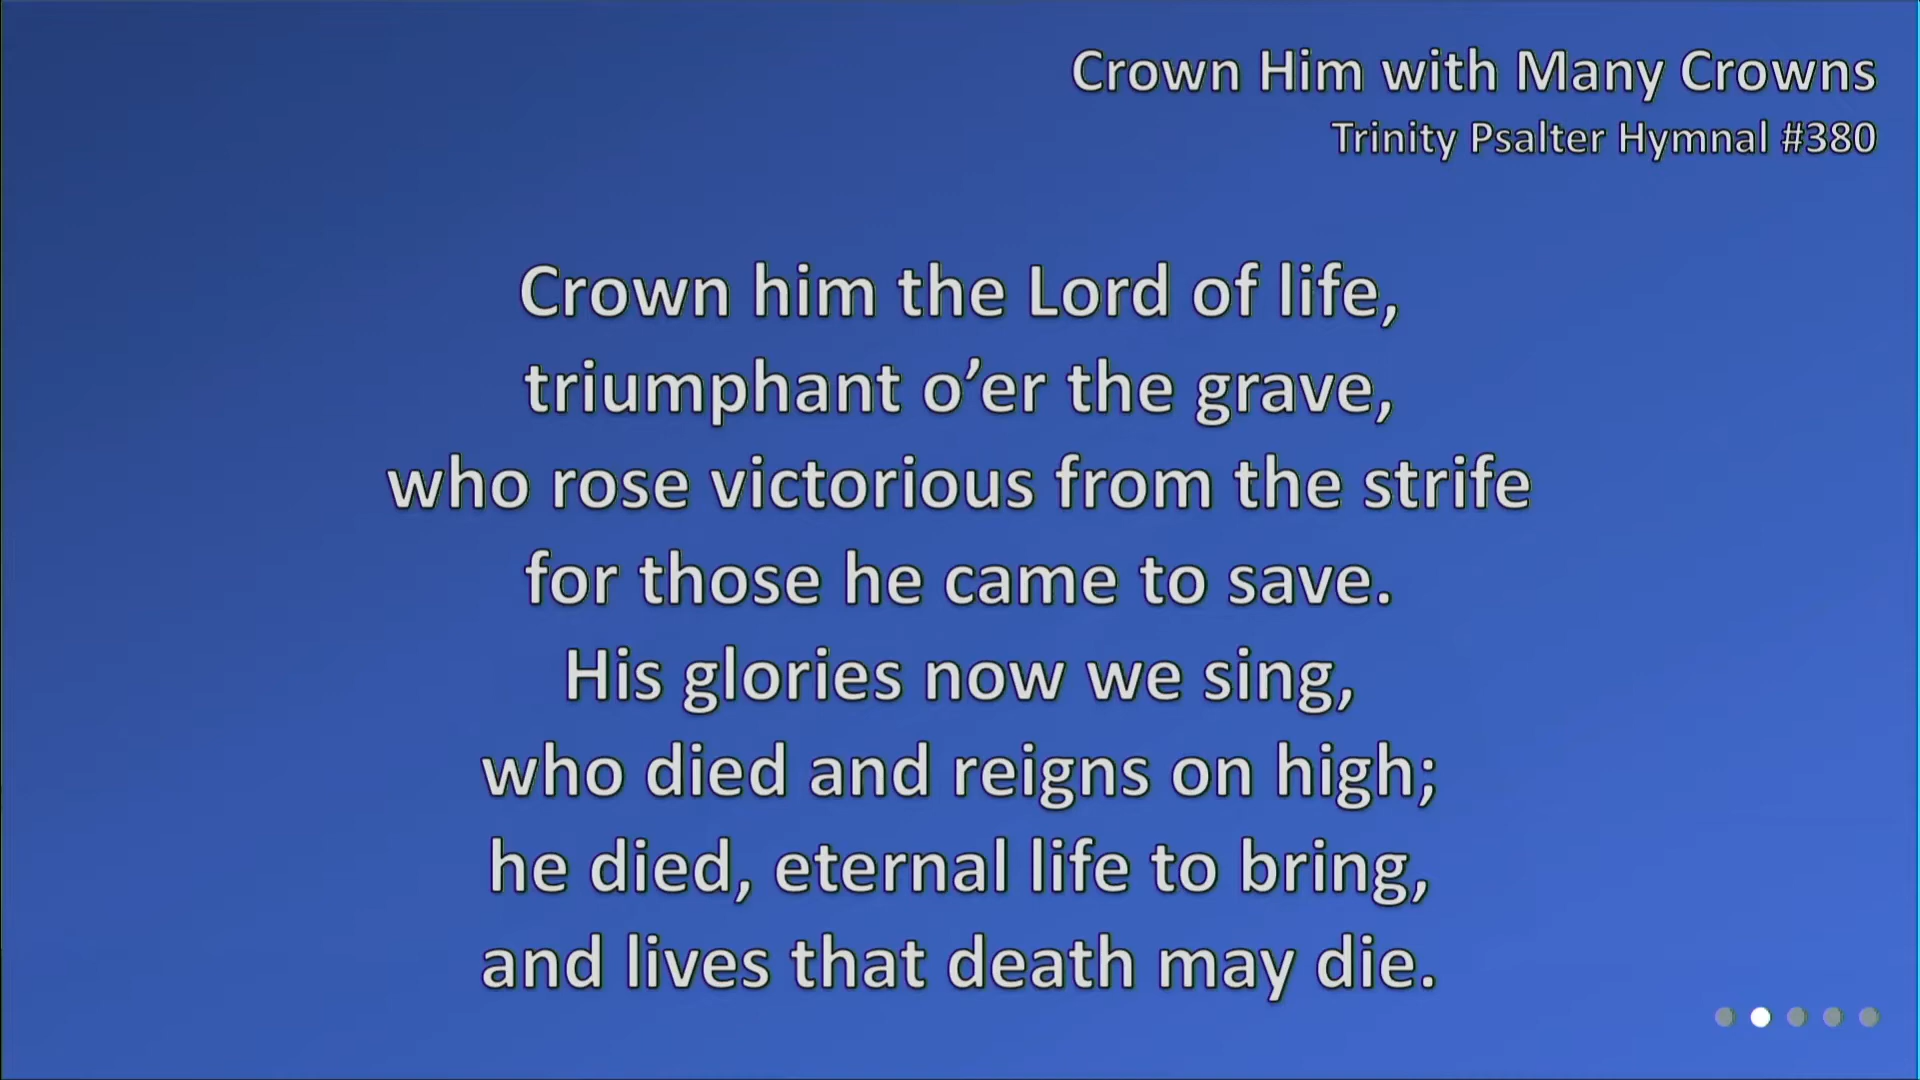 Crown Him with Many Crowns
Trinity Psalter Hymnal #380
Crown him the Lord of life,
triumphant o’er the grave,
who rose victorious from the strife
for those he came to save.
His glories now we sing,
who died and reigns on high;
he died, eternal life to bring,
and lives that death may die.